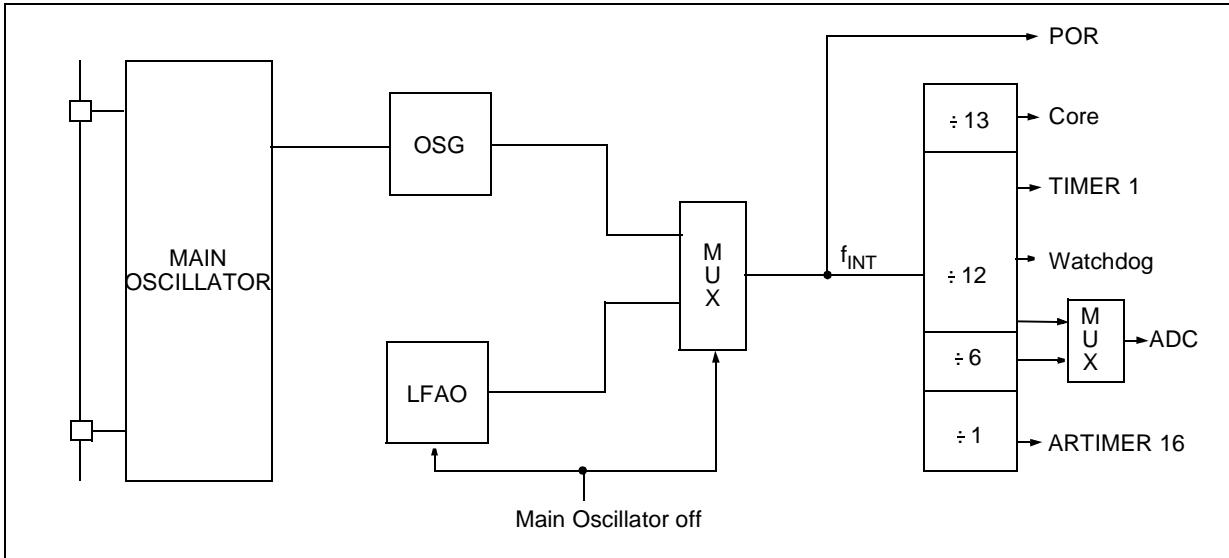 POR
÷ 13
Core
OSG
TIMER 1
MAIN
OSCILLATOR
M
U
X
f_INT
÷ 12
Watchdog
M
U
X
ADC
÷ 6
LFAO
÷ 1
ARTIMER 16
Main Oscillator off